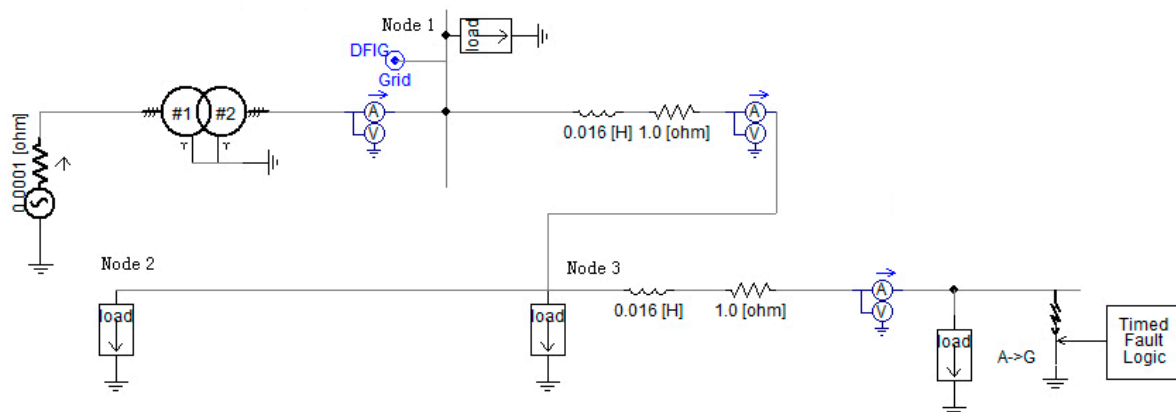 Node 1
load
DFIG
Grid
#1 #2
A
V
0.016 [H] 1.0 [ohm]
A
V
0.0001 [ohm]
Node 2
Node 3
load
load
0.016 [H] 1.0 [ohm]
A
V
load
A->G
Timed
Fault
Logic